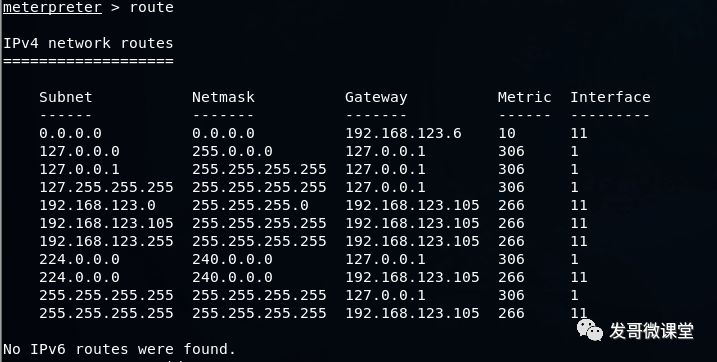 meterpreter > route
IPv4 network routes
===================
Subnet Netmask Gateway Metric Interface
------ ------- ------- ------ ---------
0.0.0.0 0.0.0.0 192.168.123.6 10 11
127.0.0.0 255.0.0.0 127.0.0.1 306 1
127.0.0.1 255.255.255.255 127.0.0.1 306 1
127.255.255.255 255.255.255.255 127.0.0.1 306 1
192.168.123.0 255.255.255.0 192.168.123.105 266 11
192.168.123.105 255.255.255.255 192.168.123.105 266 11
192.168.123.255 255.255.255.255 192.168.123.105 266 11
224.0.0.0 240.0.0.0 127.0.0.1 306 1
224.0.0.0 240.0.0.0 192.168.123.105 266 11
255.255.255.255 255.255.255.255 127.0.0.1 306 1
255.255.255.255 255.255.255.255 192.168.123.105 266 11
发哥微课堂
No IPv6 routes were found.